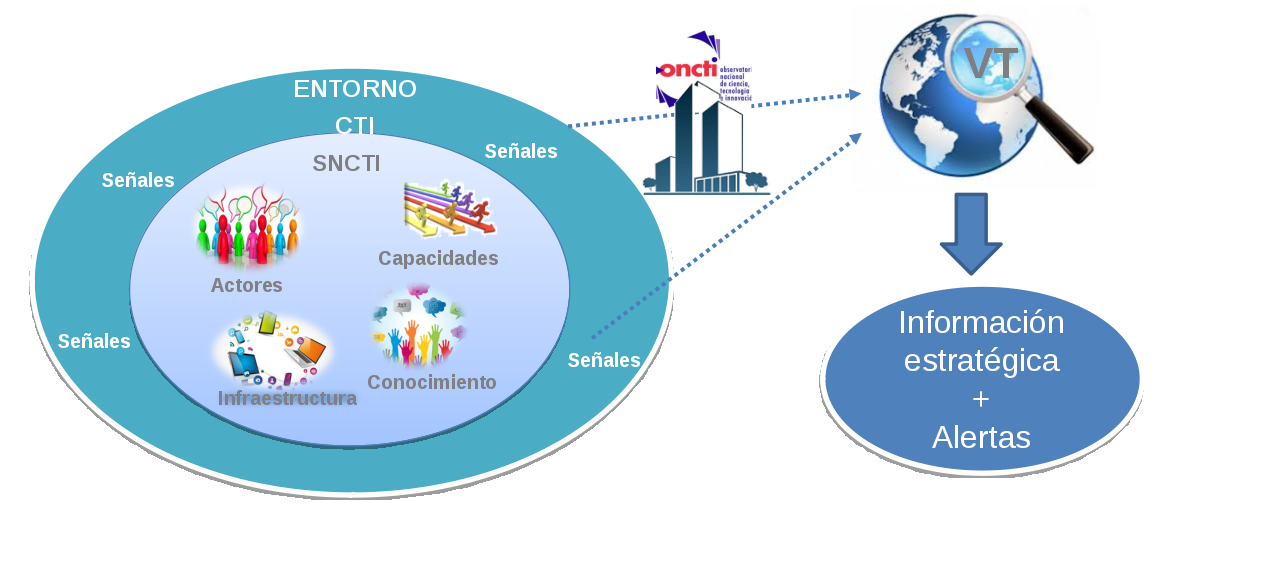 ENTORNO
CTI
SNCTI
Señales
Señales
Actores
Capacidades
Infraestructura
Conocimiento
Señales
Señales
oncti
observatori
nacional
de ciencia,
tecnología
e innovació
VT
Información
estratégica
+
Alertas